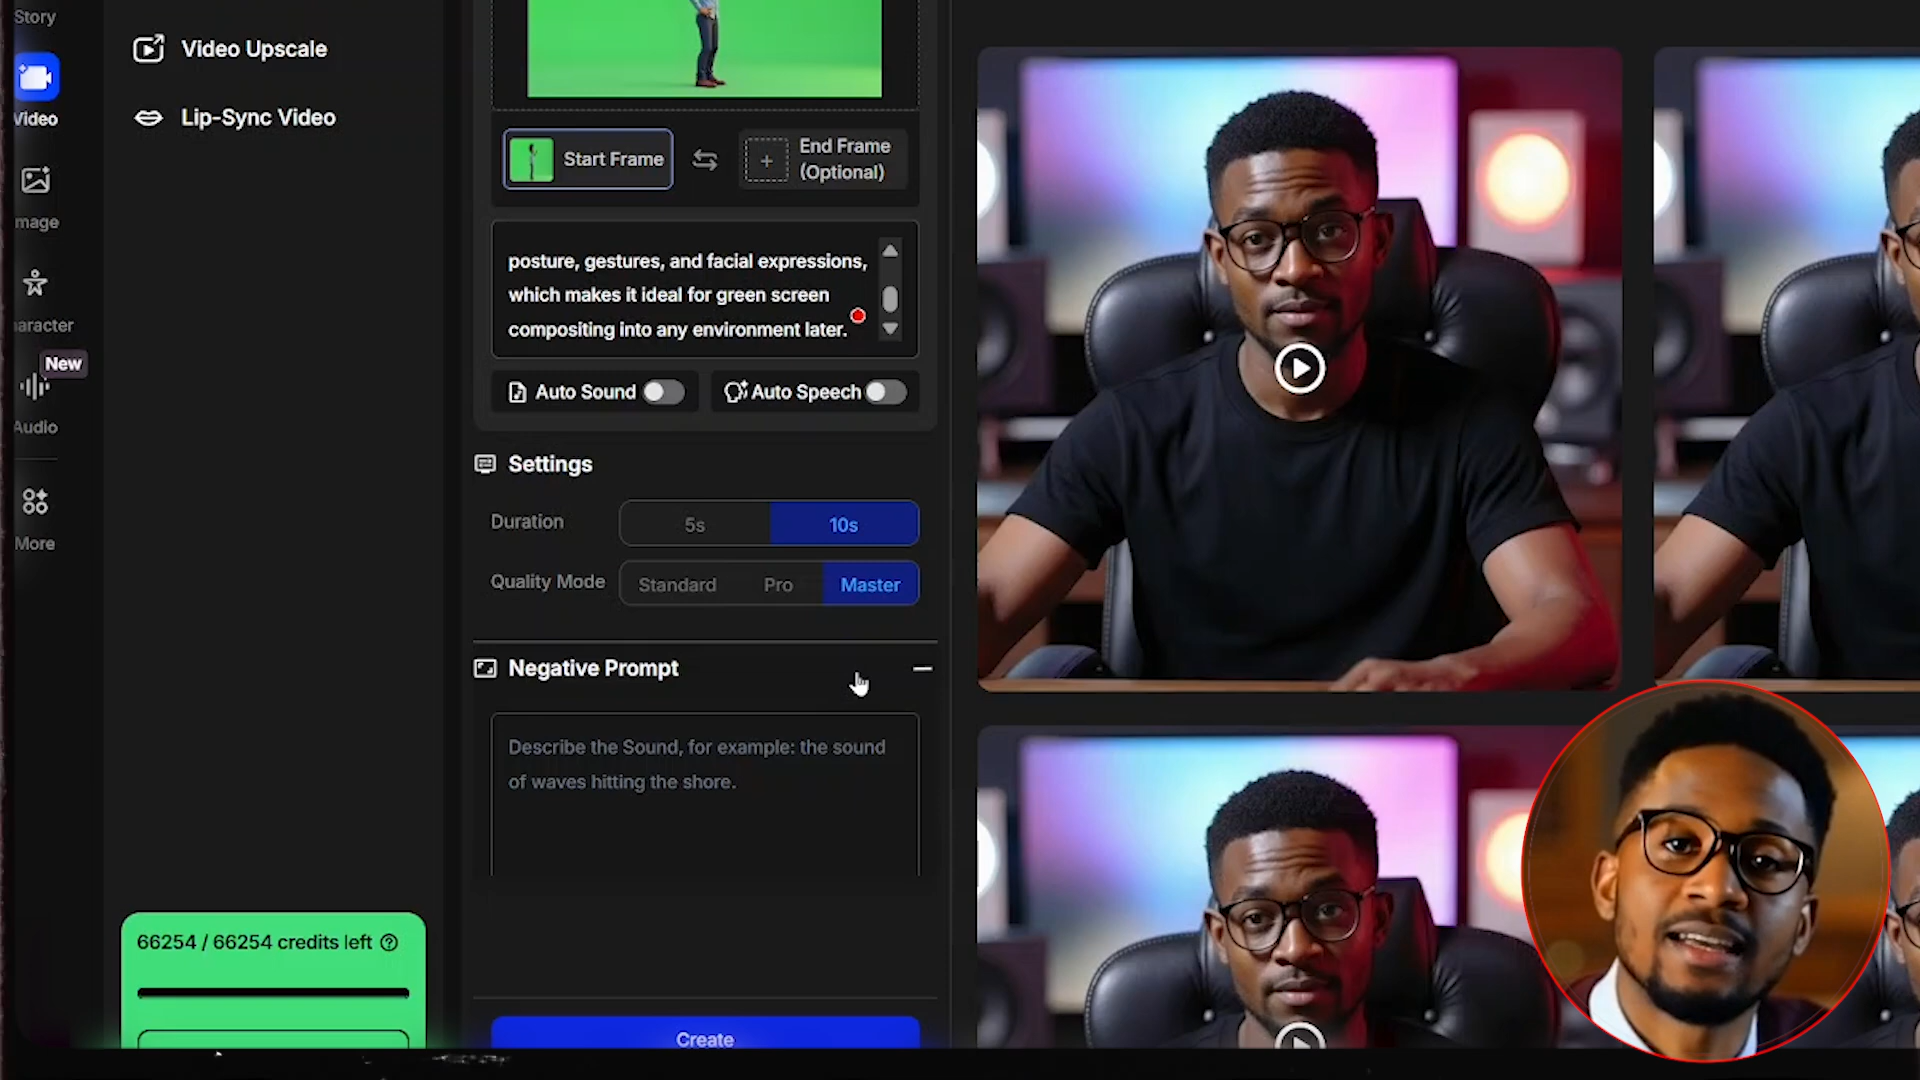 Story
Video
mage
aracter
New
Audio
More
Video Upscale
Lip-Sync Video
66254 / 66254 credits left
Start Frame
End Frame
(Optional)
posture, gestures, and facial expressions,
which makes it ideal for green screen
compositing into any environment later.
Auto Sound
Auto Speech
Settings
Duration
5s
10s
Quality Mode
Standard
Pro
Master
Negative Prompt
Describe the Sound, for example: the sound
of waves hitting the shore.
Create